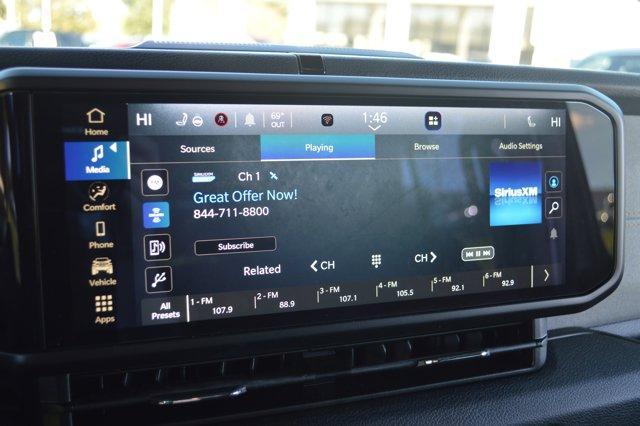 HI 69° OUT 1:46 HI
Home
Media
Comfort
Phone
Vehicle
Apps
Sources Playing Browse Audio Settings
SIRIUSXM Ch 1
Great Offer Now!
844-711-8800
Subscribe
SiriusXM
Related CH CH
All Presets
1 - FM 107.9
2 - FM 88.9
3 - FM 107.1
4 - FM 105.5
5 - FM 92.1
6 - FM 92.9